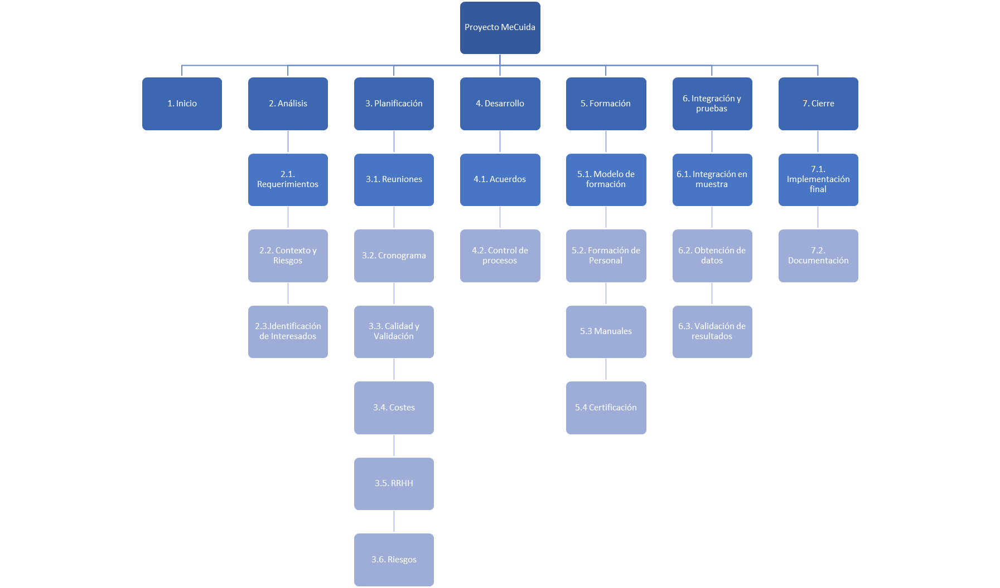 Proyecto MeCuida
1. Inicio
2. Análisis
3. Planificación
4. Desarrollo
5. Formación
6. Integración y
pruebas
7. Cierre
2.1.
Requerimientos
3.1. Reuniones
4.1. Acuerdos
5.1. Modelo de
formación
6.1. Integración en
muestra
7.1.
Implementación
final
2.2. Contexto y
Riesgos
3.2. Cronograma
4.2. Control de
procesos
5.2. Formación de
Personal
6.2. Obtención de
datos
7.2.
Documentación
2.3.Identificación
de Interesados
3.3. Calidad y
Validación
5.3 Manuales
6.3. Validación de
resultados
3.4. Costes
5.4 Certificación
3.5. RRHH
3.6. Riesgos